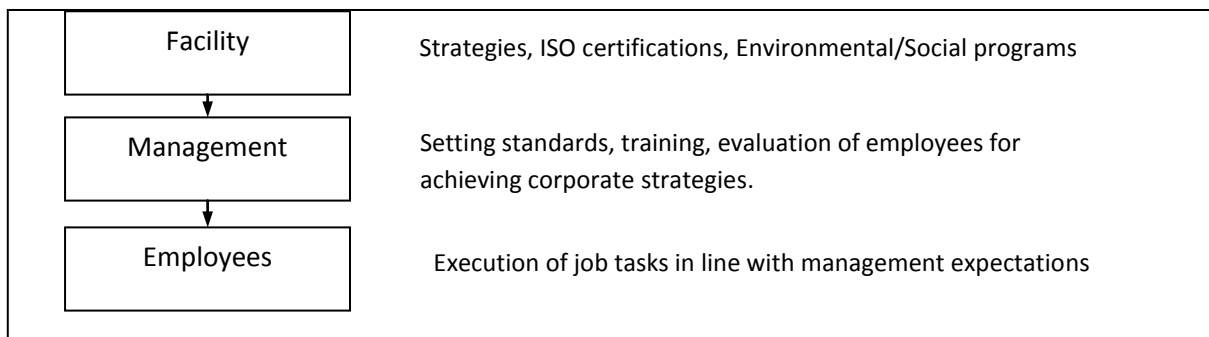 Facility
Strategies, ISO certifications, Environmental/Social programs
Management
Setting standards, training, evaluation of employees for
achieving corporate strategies.
Employees
Execution of job tasks in line with management expectations